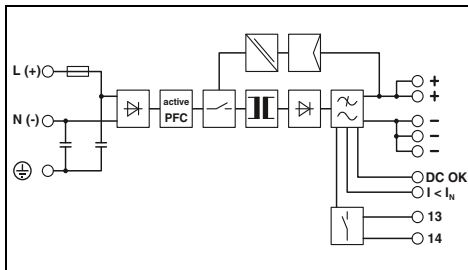 L (+)
N (-)
active
PFC
+
+
–
–
–
DC OK
I < IN
13
14